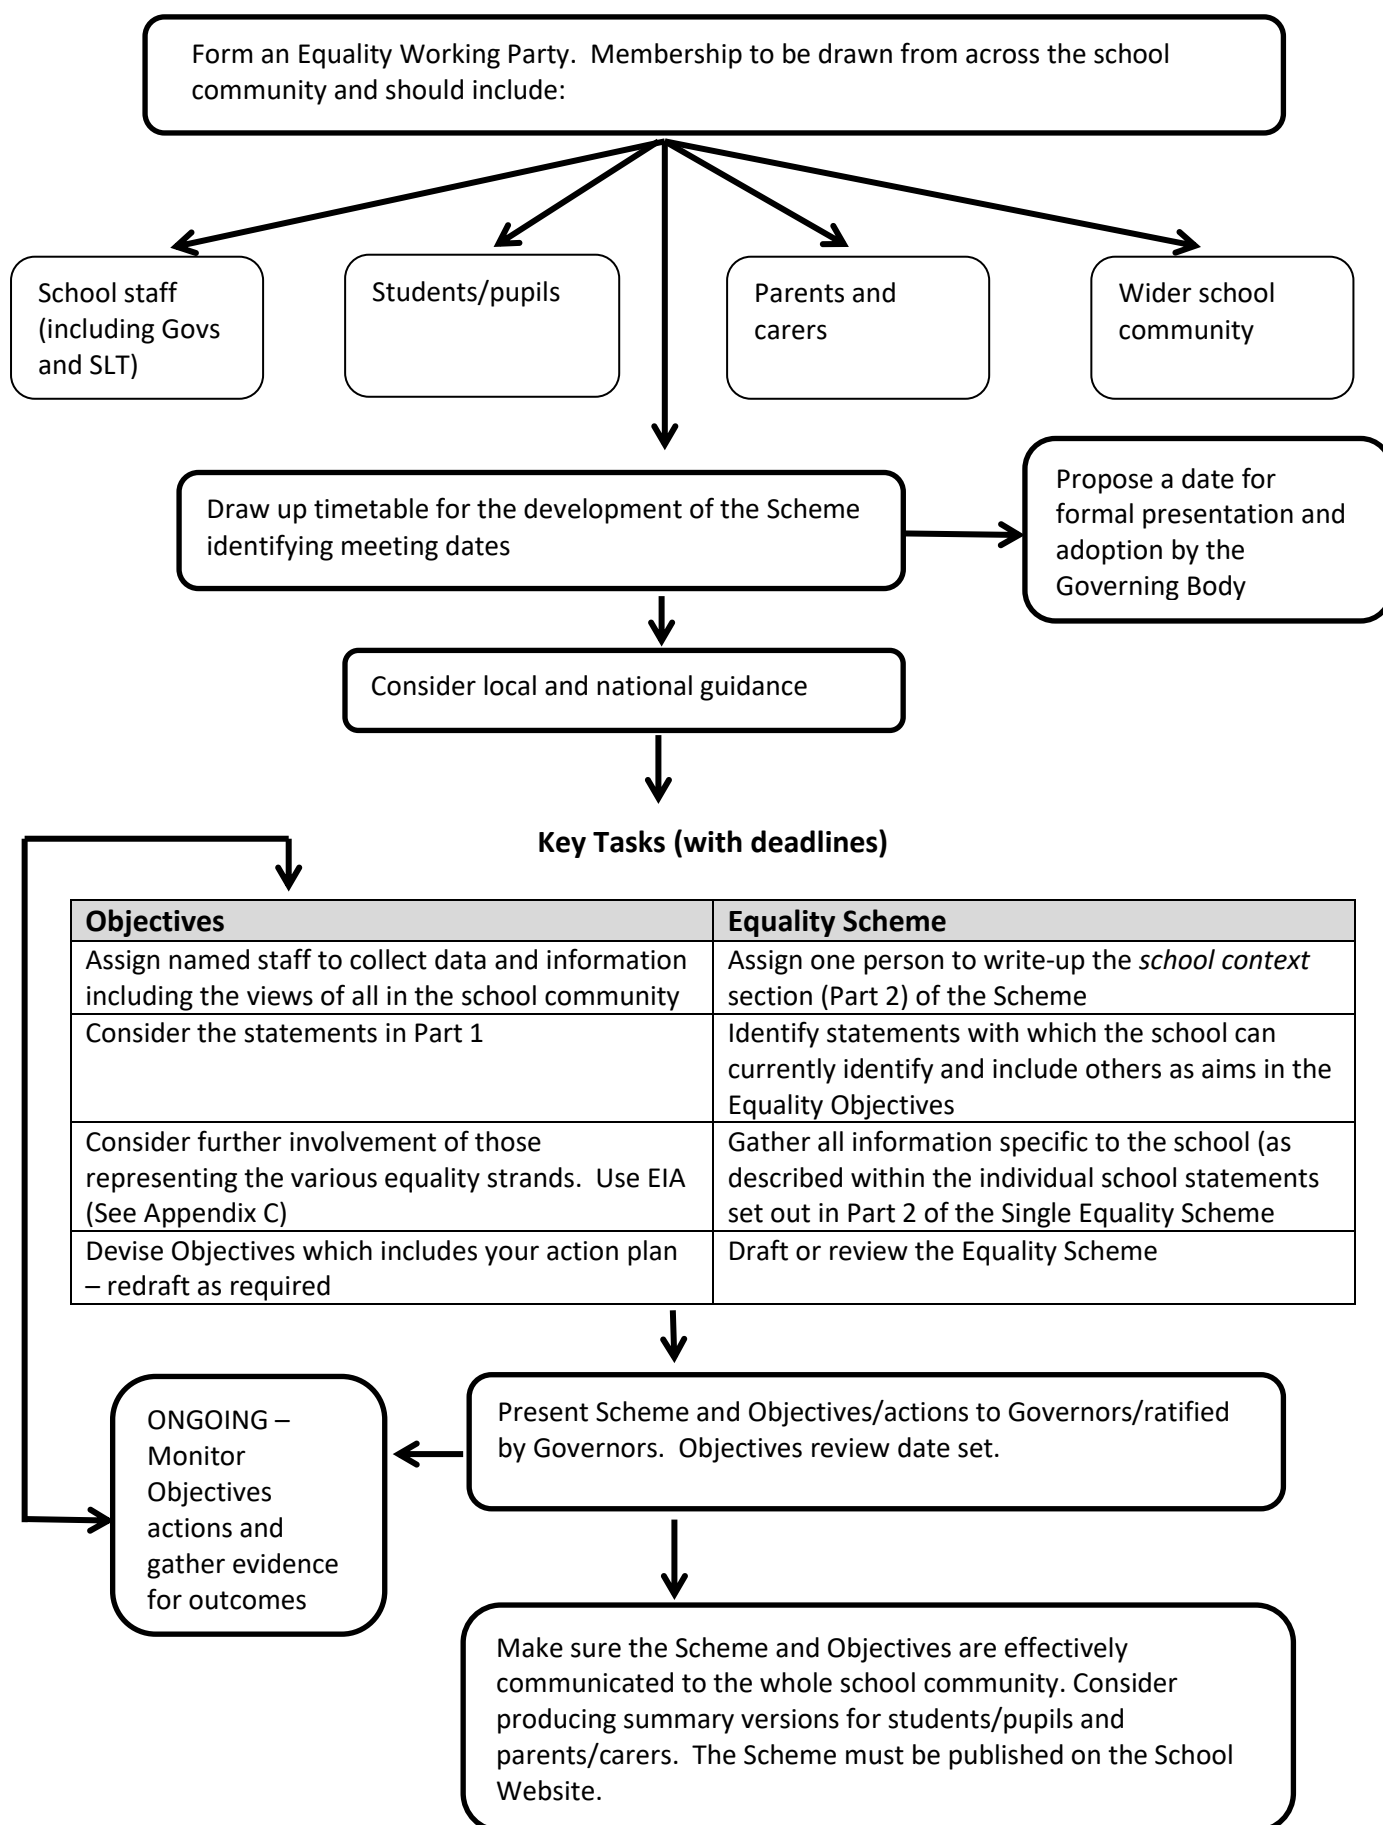 Form an Equality Working Party.  Membership to be drawn from across the school
community and should include:
School staff
(including Govs
and SLT)
Students/pupils
Parents and
carers
Wider school
community
Draw up timetable for the development of the Scheme
identifying meeting dates
Propose a date for
formal presentation and
adoption by the
Governing Body
Consider local and national guidance
Key Tasks (with deadlines)
Objectives
Equality Scheme
Assign named staff to collect data and information
including the views of all in the school community
Assign one person to write-up the school context
section (Part 2) of the Scheme
Consider the statements in Part 1
Identify statements with which the school can
currently identify and include others as aims in the
Equality Objectives
Consider further involvement of those
representing the various equality strands.  Use EIA
(See Appendix C)
Gather all information specific to the school (as
described within the individual school statements
set out in Part 2 of the Single Equality Scheme
Devise Objectives which includes your action plan
– redraft as required
Draft or review the Equality Scheme
ONGOING –
Monitor
Objectives
actions and
gather evidence
for outcomes
Present Scheme and Objectives/actions to Governors/ratified
by Governors.  Objectives review date set.
Make sure the Scheme and Objectives are effectively
communicated to the whole school community. Consider
producing summary versions for students/pupils and
parents/carers.  The Scheme must be published on the School
Website.